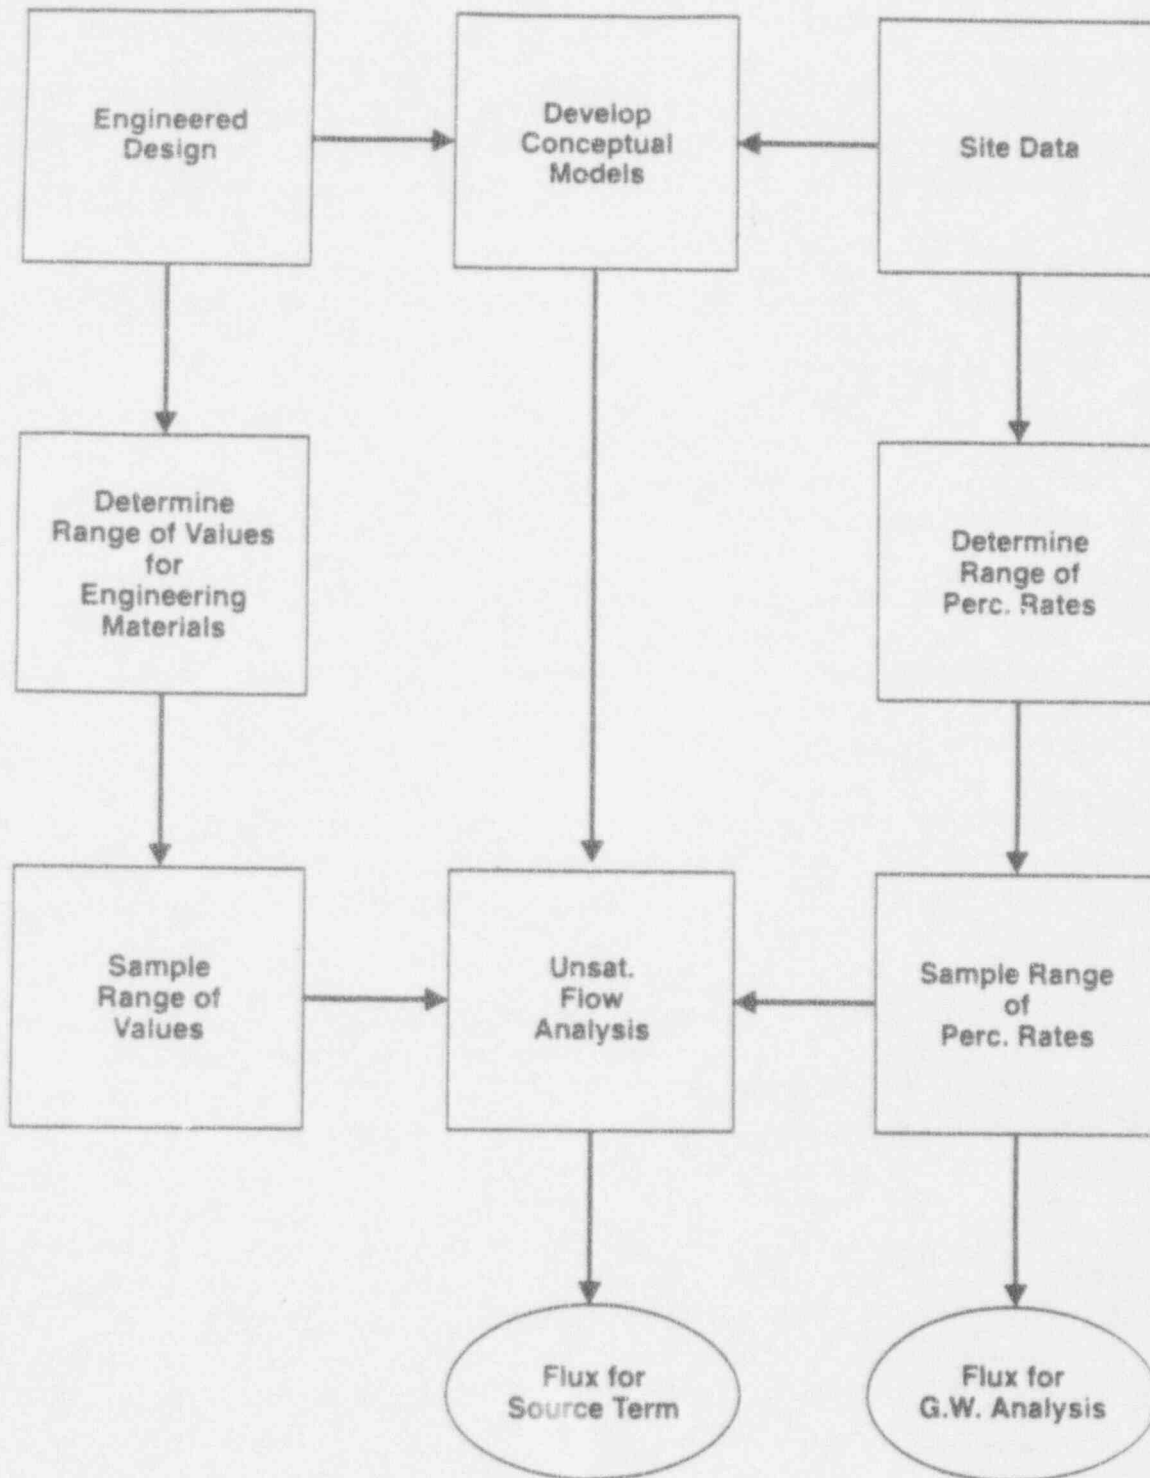 Engineered
Design
Develop
Conceptual
Models
Site Data
Determine
Range of Values
for
Engineering
Materials
Determine
Range of
Perc. Rates
Sample
Range of
Values
Unsat.
Flow
Analysis
Sample Range
of
Perc. Rates
Flux for
Source Term
Flux for
G.W. Analysis